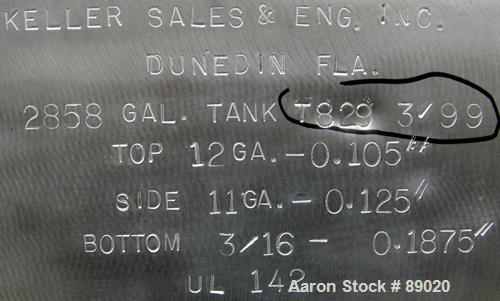 KELLER SALES & ENG. INC.
DUNEDIN FLA.
2858 GAL. TANK T829 3/99
TOP 12 GA. - 0.105"
SIDE 11 GA. - 0.125"
BOTTOM 3/16 - 0.1875"
UL 142
Aaron Stock # 89020